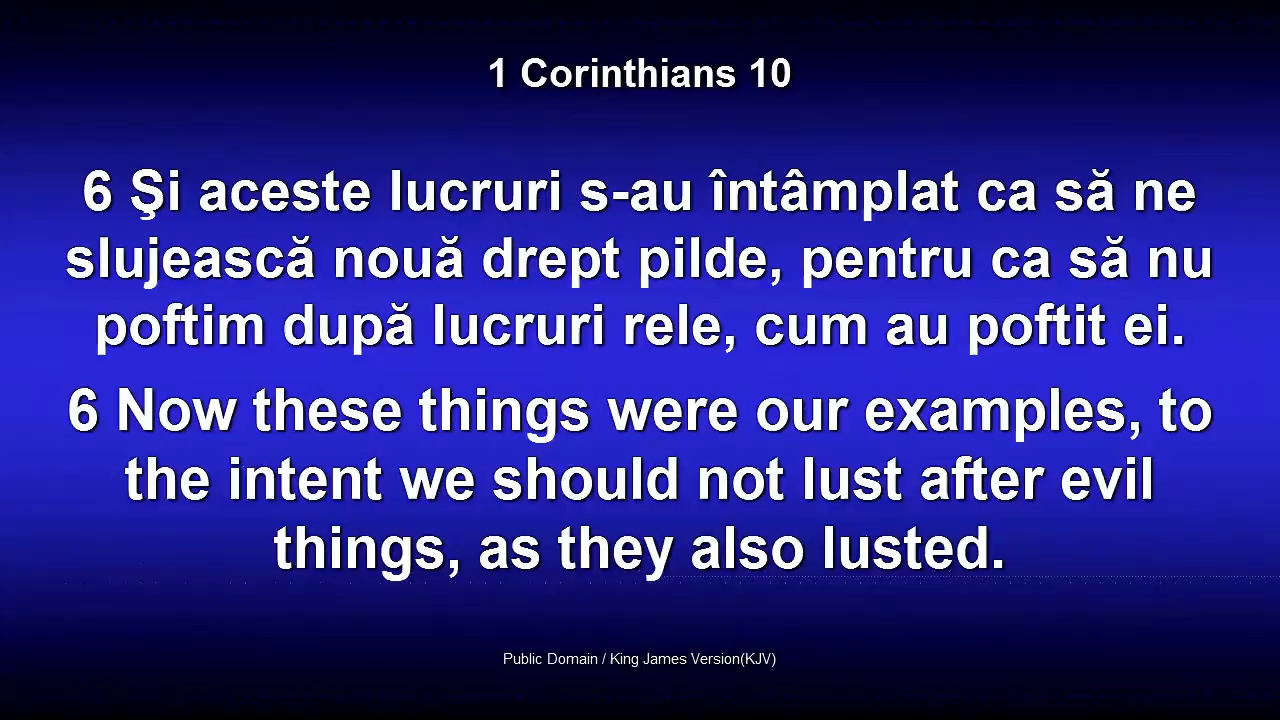 1 Corinthians 10
6 Şi aceste lucruri s-au întâmplat ca să ne
slujească nouă drept pilde, pentru ca să nu
poftim după lucruri rele, cum au poftit ei.
6 Now these things were our examples, to
the intent we should not lust after evil
things, as they also lusted.
Public Domain / King James Version(KJV)